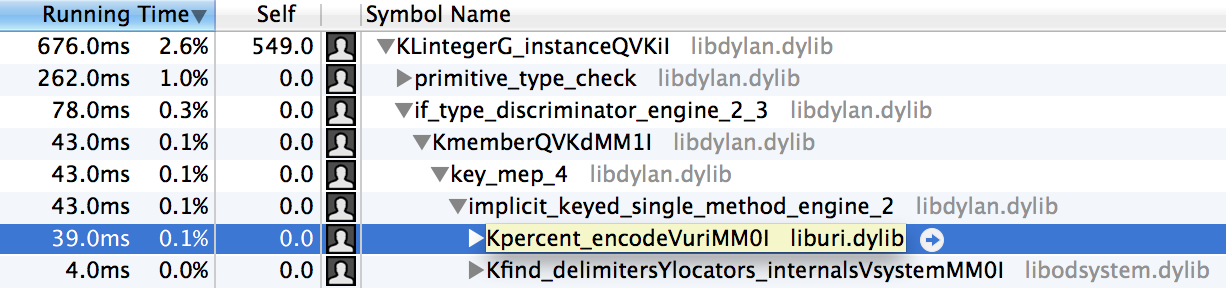 Running Time▼ Self Symbol Name
676.0ms 2.6% 549.0 ▼KLintegerG_instanceQVKiI libdylan.dylib
262.0ms 1.0% 0.0 ▶primitive_type_check libdylan.dylib
78.0ms 0.3% 0.0 ▼if_type_discriminator_engine_2_3 libdylan.dylib
43.0ms 0.1% 0.0 ▼KmemberQVKdMM1I libdylan.dylib
43.0ms 0.1% 0.0 ▼key_mep_4 libdylan.dylib
43.0ms 0.1% 0.0 ▼implicit_keyed_single_method_engine_2 libdylan.dylib
39.0ms 0.1% 0.0 ▶Kpercent_encodeVuriMM0I liburi.dylib
4.0ms 0.0% 0.0 ▶Kfind_delimitersYlocators_internalsVsystemMM0I libodsystem.dylib